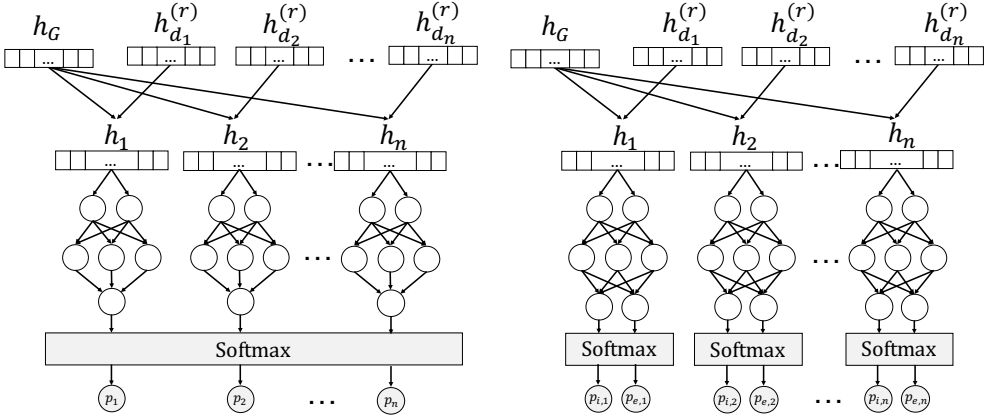 h_G h_{d_1}^{(r)} h_{d_2}^{(r)} ... h_{d_n}^{(r)}
... ... ... ...
h_1 h_2 h_n
... ... ... ...
...
Softmax
p_1 p_2 ... p_n
h_G h_{d_1}^{(r)} h_{d_2}^{(r)} ... h_{d_n}^{(r)}
... ... ... ...
h_1 h_2 h_n
... ... ... ...
...
Softmax Softmax Softmax
p_{i,1} p_{e,1} p_{i,2} p_{e,2} ... p_{i,n} p_{e,n}